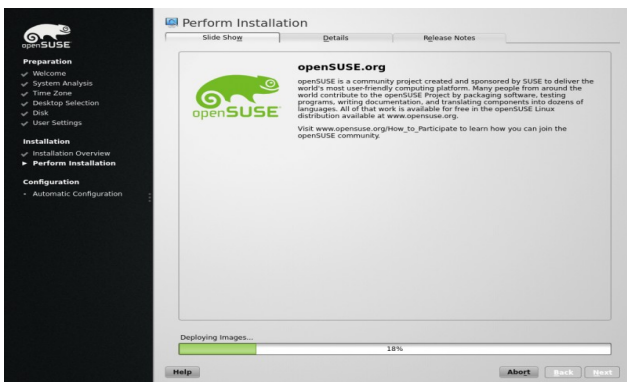 openSUSE
Preparation
Welcome
System Analysis
Time Zone
Desktop Selection
Disk
User Settings
Installation
Installation Overview
Perform Installation
Configuration
Automatic Configuration
Perform Installation
Slide Show
Details
Release Notes
openSUSE
openSUSE.org
openSUSE is a community project created and sponsored by SUSE to deliver the
world's most user-friendly computing platform. Many people from around the
world contribute to the openSUSE Project by packaging software, testing
programs, writing documentation, and translating components into dozens of
languages. All of that work is available for free in the openSUSE Linux
distribution available at www.opensuse.org.
Visit www.opensuse.org/How_to_Participate to learn how you can join the
openSUSE community.
Deploying Images...
18%
Help
Abort
Back
Next